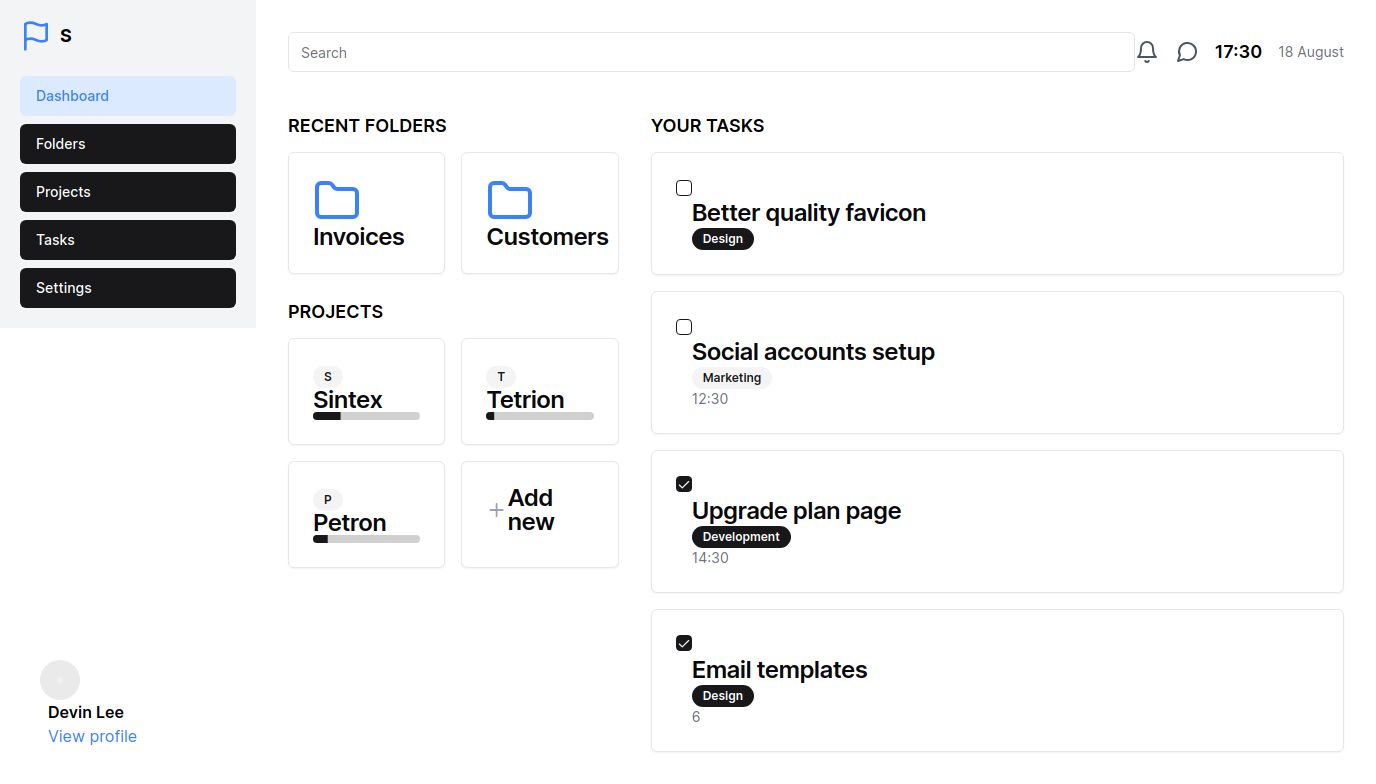 S
Dashboard
Folders
Projects
Tasks
Settings
Devin Lee
View profile
Search
17:30
18 August
RECENT FOLDERS
Invoices
Customers
PROJECTS
S
Sintex
T
Tetrion
P
Petron
Add
new
YOUR TASKS
Better quality favicon
Design
Social accounts setup
Marketing
12:30
Upgrade plan page
Development
14:30
Email templates
Design
6